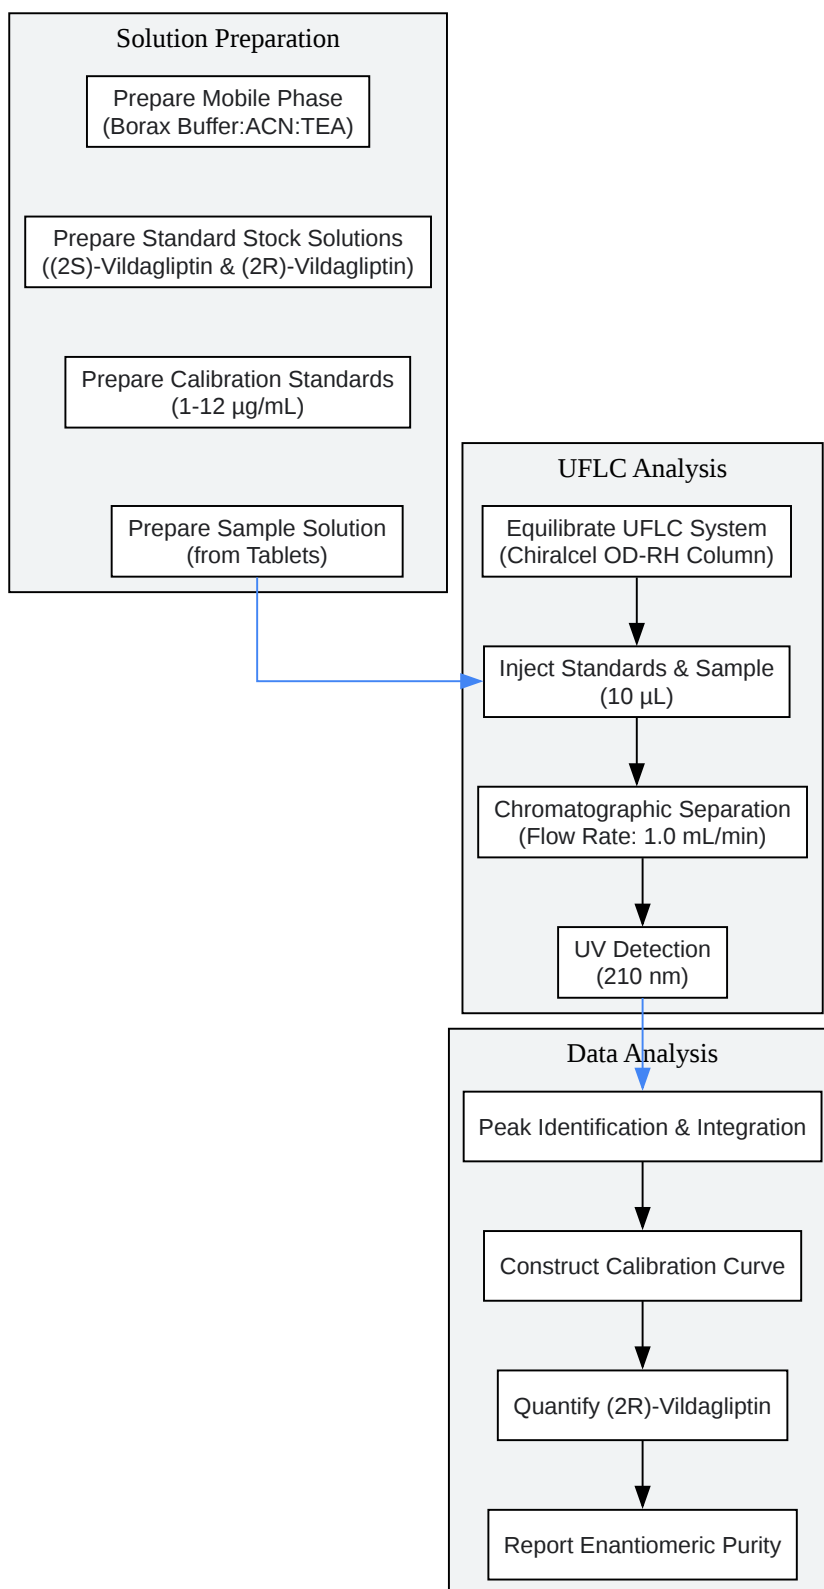 Solution Preparation
Prepare Mobile Phase
(Borax Buffer:ACN:TEA)
Prepare Standard Stock Solutions
((2S)-Vildagliptin & (2R)-Vildagliptin)
Prepare Calibration Standards
(1-12 µg/mL)
Prepare Sample Solution
(from Tablets)
UFLC Analysis
Equilibrate UFLC System
(Chiralcel OD-RH Column)
Inject Standards & Sample
(10 µL)
Chromatographic Separation
(Flow Rate: 1.0 mL/min)
UV Detection
(210 nm)
Data Analysis
Peak Identification & Integration
Construct Calibration Curve
Quantify (2R)-Vildagliptin
Report Enantiomeric Purity